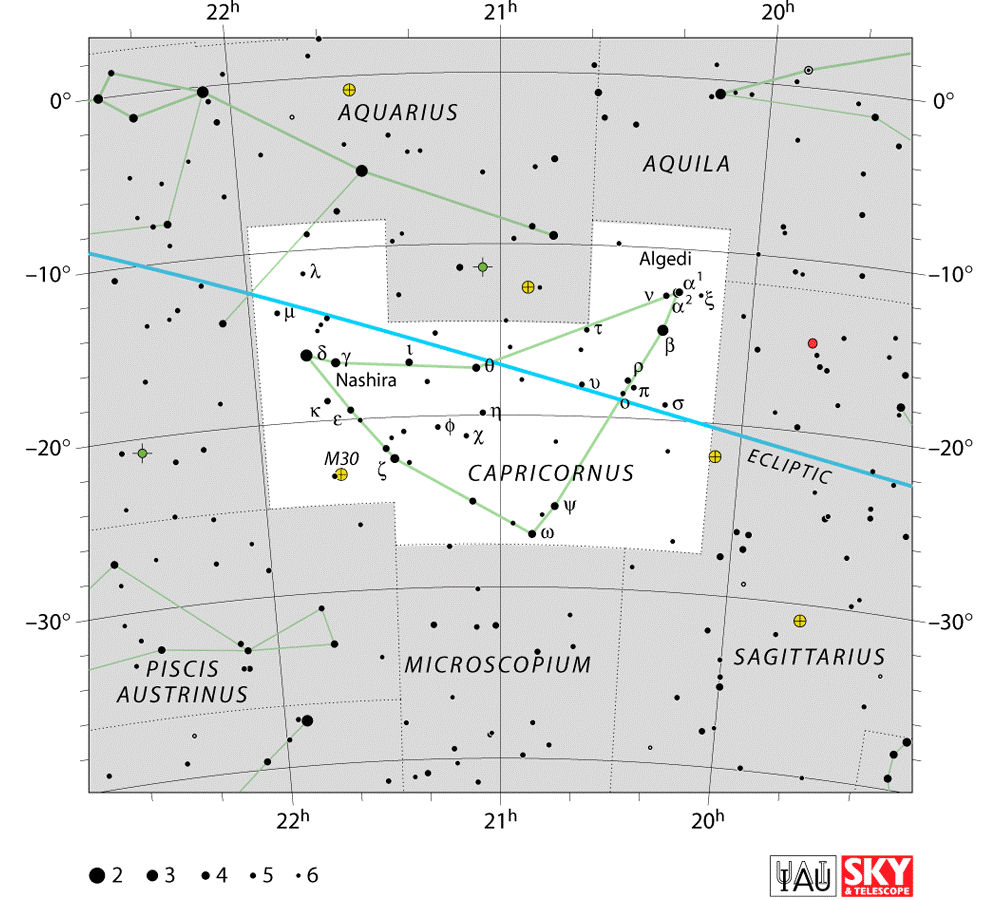 22h 21h 20h
0° 0°
AQUARIUS
AQUILA
–10° –10°
Algedi
λ ν α1 ξ
α2
μ τ
β
δ γ ι θ
Nashira ρ
υ π
κ ε η ο σ
φ χ
–20° –20°
M30 ζ CAPRICORNUS ECLIPTIC
ψ
ω
–30° –30°
PISCIS MICROSCOPIUM SAGITTARIUS
AUSTRINUS
22h 21h 20h
2 3 4 5 6
IAU SKY
& TELESCOPE